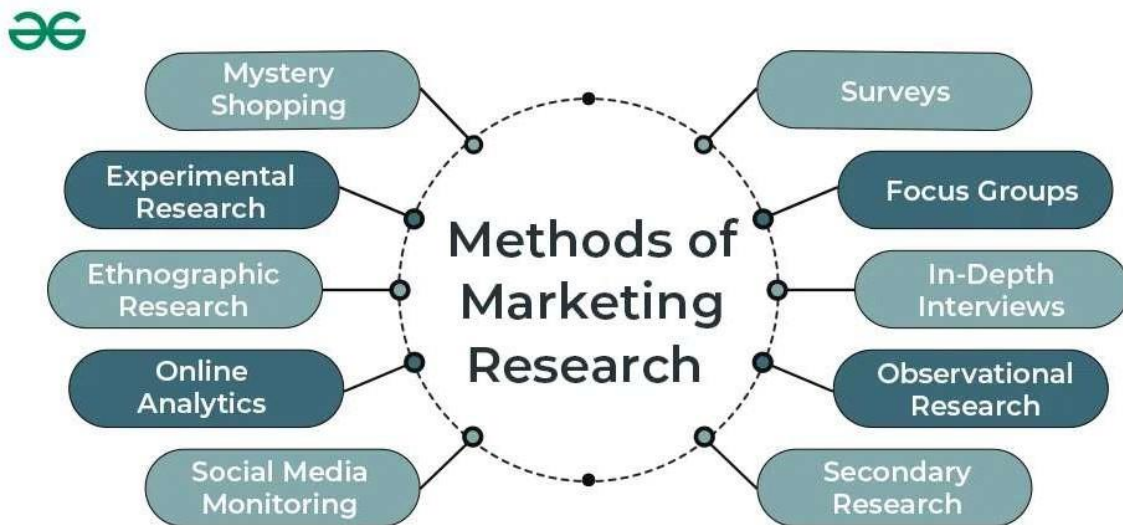 Mystery
Shopping
Surveys
Experimental
Research
Focus Groups
Methods of
Marketing
Research
Ethnographic
Research
In-Depth
Interviews
Online
Analytics
Observational
Research
Social Media
Monitoring
Secondary
Research